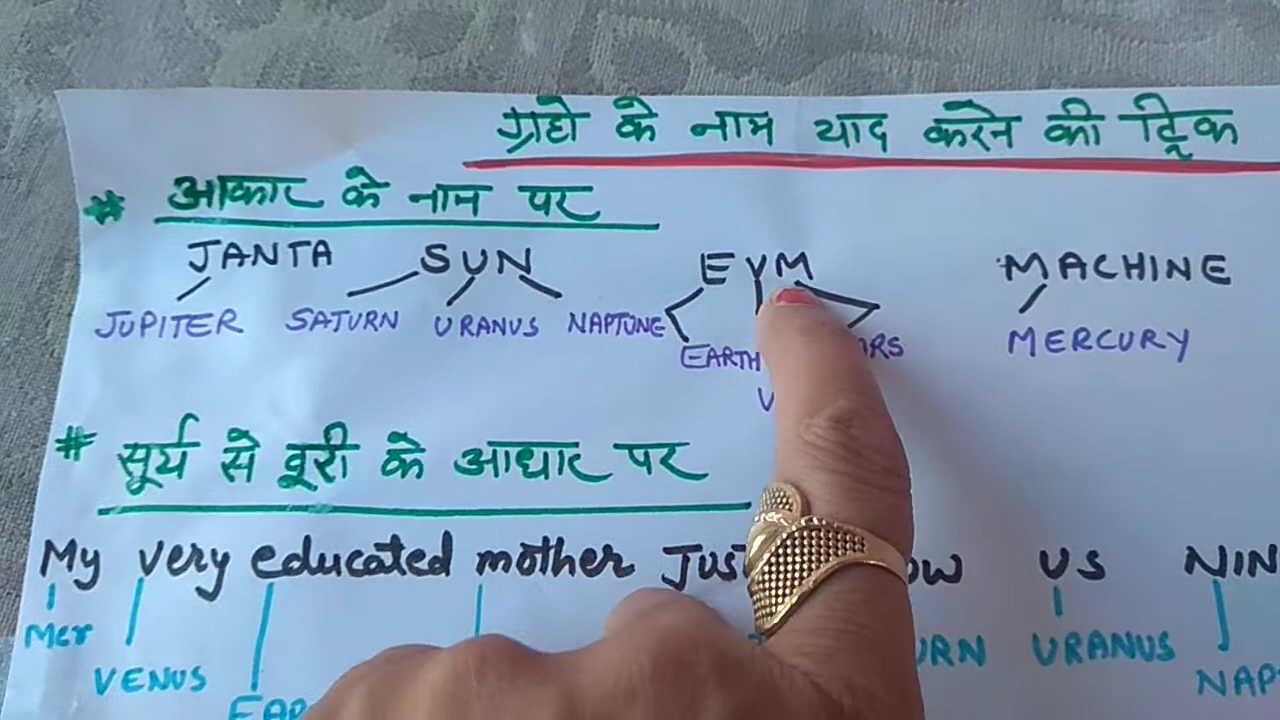 ग्रहो के नाम याद करने की ट्रिक
# आकार के नाम पर
JANTA SUN EVM MACHINE
JUPITER SATURN URANUS NAPTUNE EARTH MERCURY
# सूर्य से दूरी के आधार पर
My very educated mother Just US
Mer VENUS URANUS